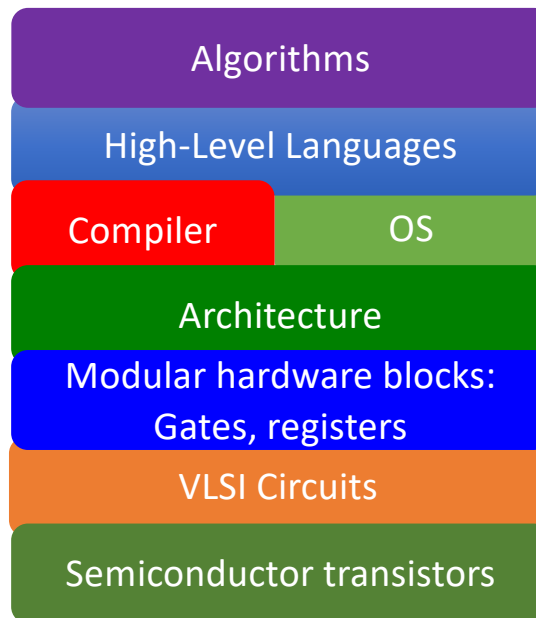 Algorithms
High-Level Languages
Compiler
OS
Architecture
Modular hardware blocks:
Gates, registers
VLSI Circuits
Semiconductor transistors